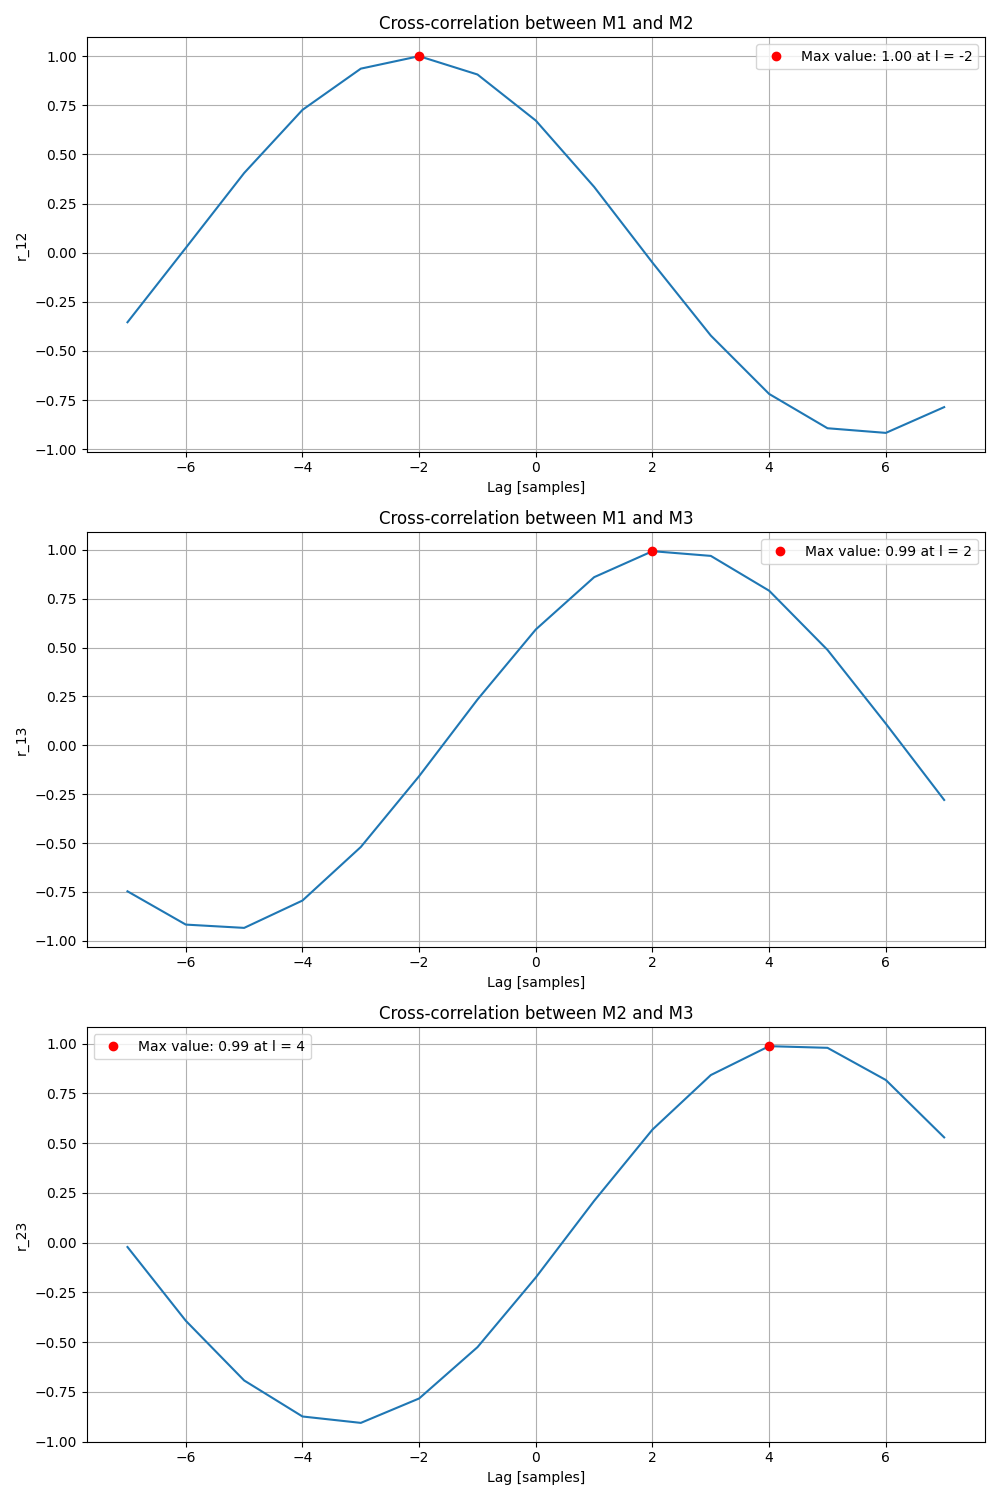 Cross-correlation between M1 and M2
Max value: 1.00 at l = -2
1.00
0.75
0.50
0.25
0.00
−0.25
−0.50
−0.75
−1.00
r_12
−6 −4 −2 0 2 4 6
Lag [samples]
Cross-correlation between M1 and M3
Max value: 0.99 at l = 2
1.00
0.75
0.50
0.25
0.00
−0.25
−0.50
−0.75
−1.00
r_13
−6 −4 −2 0 2 4 6
Lag [samples]
Cross-correlation between M2 and M3
Max value: 0.99 at l = 4
1.00
0.75
0.50
0.25
0.00
−0.25
−0.50
−0.75
−1.00
r_23
−6 −4 −2 0 2 4 6
Lag [samples]